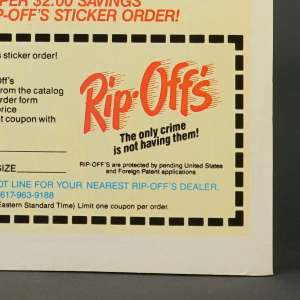 PER $2.00 SAVINGS
P-OFF'S STICKER ORDER!
s sticker order!
Off's
rom the catalog
rder form
rice
t coupon with
Rip-Off's
The only crime
is not having them!
SIZE
RIP-OFF'S are protected by pending United States
and Foreign Patent applications
OT LINE FOR YOUR NEAREST RIP-OFF'S DEALER.
617-963-9188
Eastern Standard Time) Limit one coupon per order.